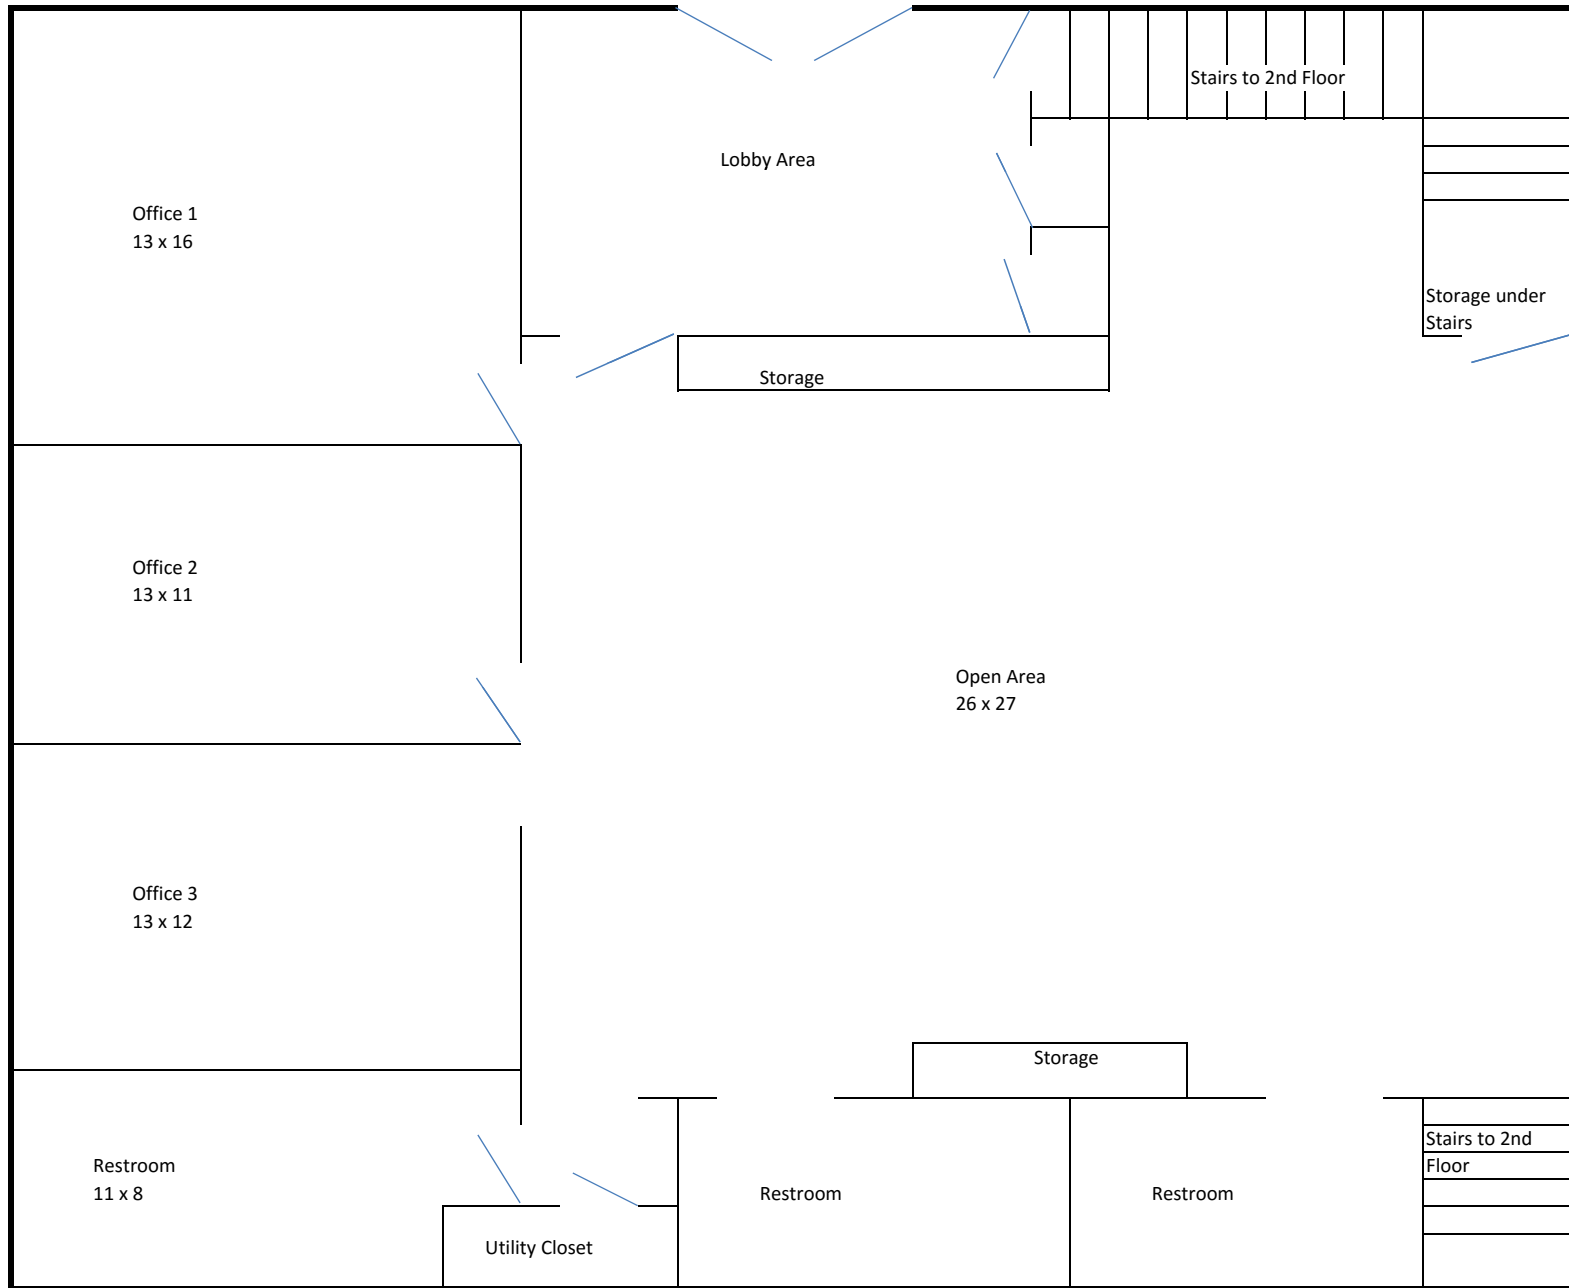 Stairs to 2nd Floor
Lobby Area
Office 1
13 x 16
Storage under
Stairs
Storage
Office 2
13 x 11
Open Area
26 x 27
Office 3
13 x 12
Storage
Stairs to 2nd
Floor
Restroom
11 x 8
Restroom
Restroom
Utility Closet